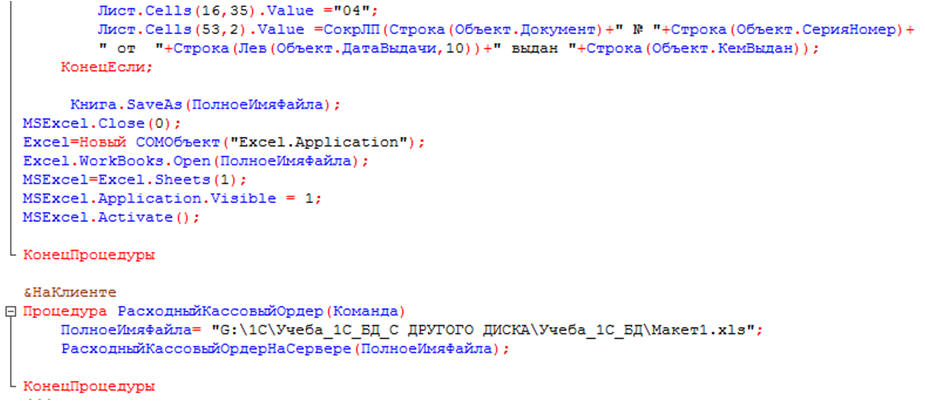 Лист.Cells(16,35).Value ="04";
Лист.Cells(53,2).Value =СокрЛП(Строка(Объект.Документ)+" № "+Строка(Объект.СерияНомер)+
" от  "+Строка(Лев(Объект.ДатаВыдачи,10))+" выдан "+Строка(Объект.КемВыдан));
КонецЕсли;
Книга.SaveAs(ПолноеИмяФайла);
MSExcel.Close(0);
Excel=Новый COMОбъект("Excel.Application");
Excel.WorkBooks.Open(ПолноеИмяФайла);
MSExcel=Excel.Sheets(1);
MSExcel.Application.Visible = 1;
MSExcel.Activate();
КонецПроцедуры
&НаКлиенте
Процедура РасходныйКассовыйОрдер(Команда)
ПолноеИмяФайла= "G:\1С\Учеба_1С_БД_С ДРУГОГО ДИСКА\Учеба_1С_БД\Макет1.xls";
РасходныйКассовыйОрдерНаСервере(ПолноеИмяФайла);
КонецПроцедуры